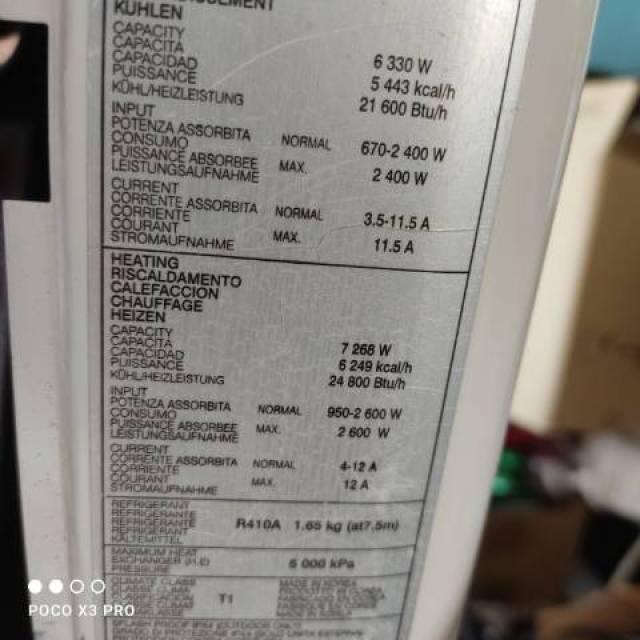 KÜHLEN
CAPACITY
CAPACITA
CAPACIDAD
PUISSANCE
KÜHL/HEIZLEISTUNG
6 330 W
5 443 kcal/h
21 600 Btu/h
INPUT
POTENZA ASSORBITA
CONSUMO
PUISSANCE ABSORBEE
LEISTUNGSAUFNAHME
NORMAL 670-2 400 W
MAX. 2 400 W
CURRENT
CORRENTE ASSORBITA
CORRIENTE
COURANT
STROMAUFNAHME
NORMAL 3.5-11.5 A
MAX. 11.5 A
HEATING
RISCALDAMENTO
CALEFACCION
CHAUFFAGE
HEIZEN
CAPACITY
CAPACITA
CAPACIDAD
PUISSANCE
KÜHL/HEIZLEISTUNG
7 268 W
6 249 kcal/h
24 800 Btu/h
INPUT
POTENZA ASSORBITA
CONSUMO
PUISSANCE ABSORBEE
LEISTUNGSAUFNAHME
NORMAL 950-2 600 W
MAX. 2 600 W
CURRENT
CORRENTE ASSORBITA
CORRIENTE
COURANT
STROMAUFNAHME
NORMAL 4-12 A
MAX. 12 A
REFRIGERANT
R410A 1.65 kg (at7.5m)
MAXIMUM HEAT
EXCHANGER (H.E)
PRESSURE
CLIMATE CLASS
T1
MADE IN KOREA
POCO X3 PRO